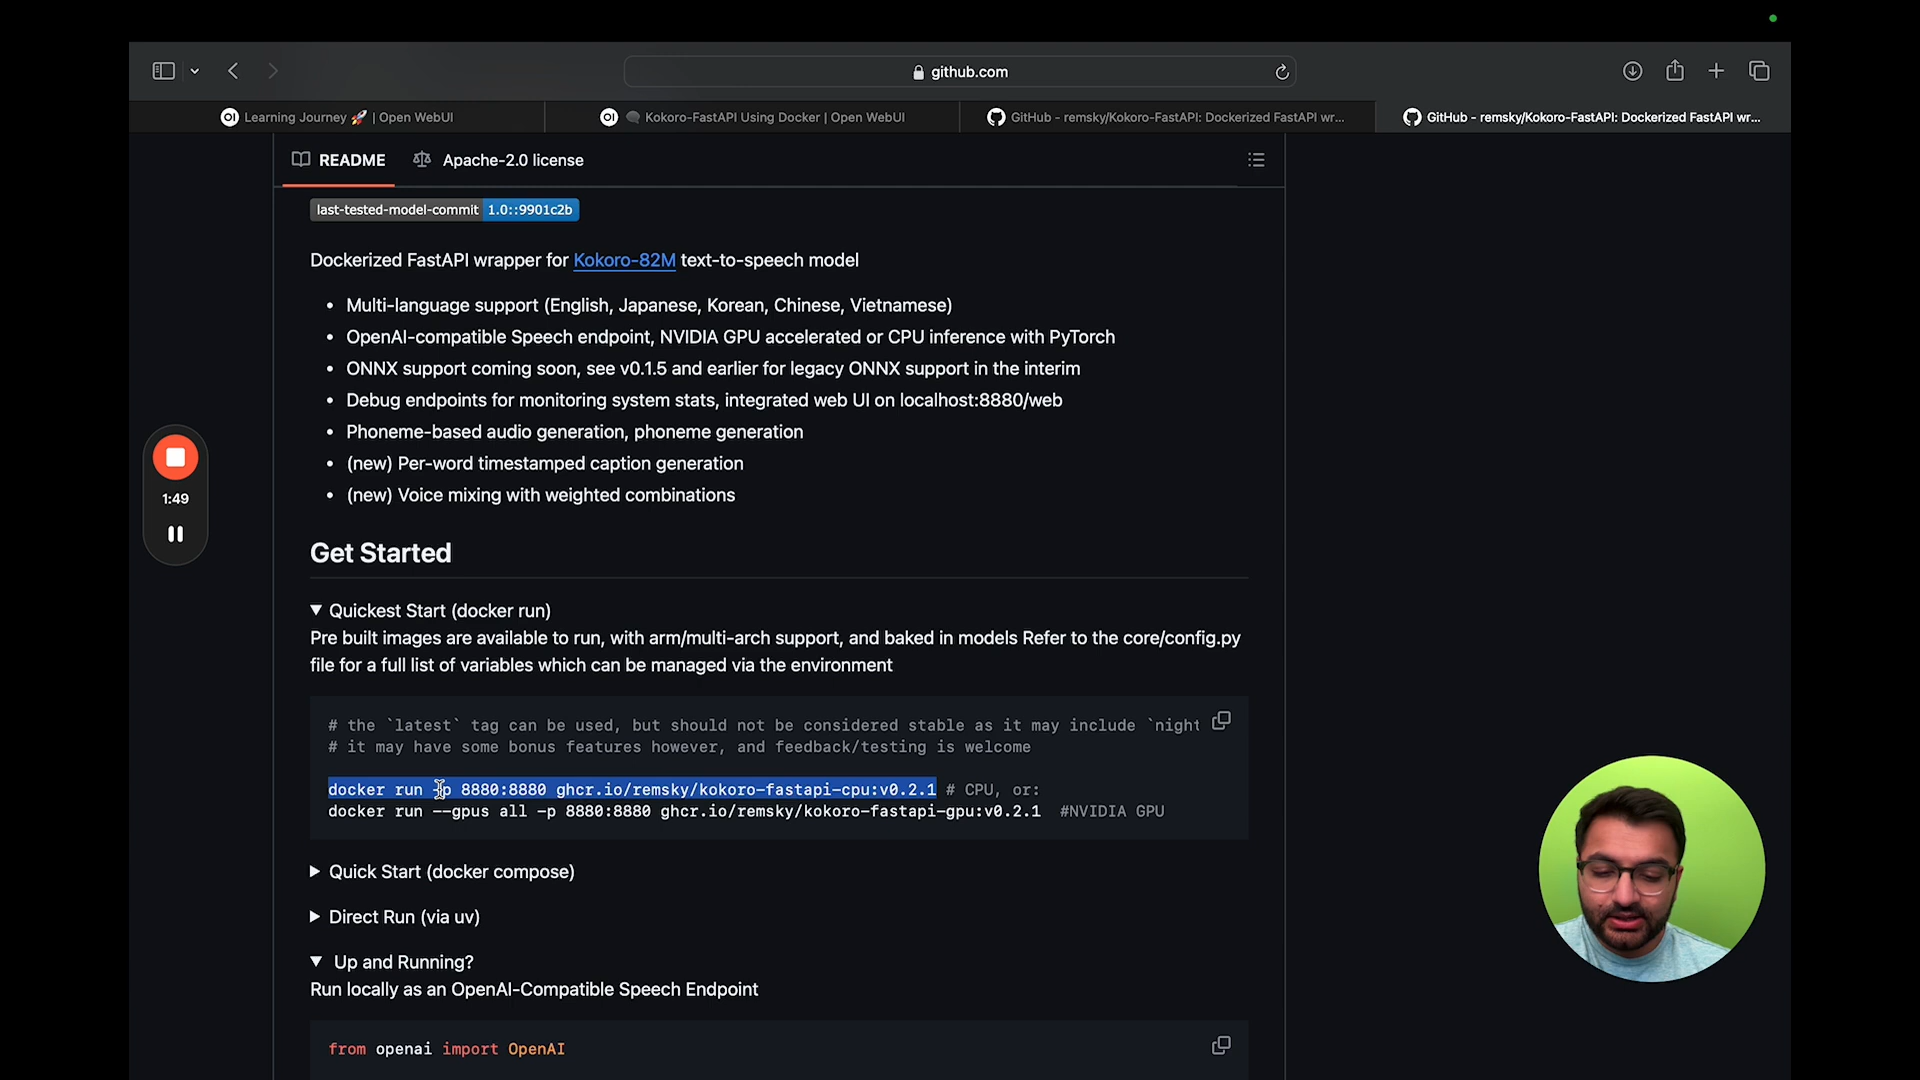 github.com
Learning Journey 🚀 | Open WebUI
Kokoro-FastAPI Using Docker | Open WebUI
GitHub - remsky/Kokoro-FastAPI: Dockerized FastAPI wr...
GitHub - remsky/Kokoro-FastAPI: Dockerized FastAPI wr...
README
Apache-2.0 license
last-tested-model-commit 1.0::9901c2b
Dockerized FastAPI wrapper for Kokoro-82M text-to-speech model
• Multi-language support (English, Japanese, Korean, Chinese, Vietnamese)
• OpenAI-compatible Speech endpoint, NVIDIA GPU accelerated or CPU inference with PyTorch
• ONNX support coming soon, see v0.1.5 and earlier for legacy ONNX support in the interim
• Debug endpoints for monitoring system stats, integrated web UI on localhost:8880/web
• Phoneme-based audio generation, phoneme generation
• (new) Per-word timestamped caption generation
• (new) Voice mixing with weighted combinations
1:49
Get Started
Quickest Start (docker run)
Pre built images are available to run, with arm/multi-arch support, and baked in models Refer to the core/config.py
file for a full list of variables which can be managed via the environment
# the `latest` tag can be used, but should not be considered stable as it may include `night
# it may have some bonus features however, and feedback/testing is welcome
docker run -p 8880:8880 ghcr.io/remsky/kokoro-fastapi-cpu:v0.2.1 # CPU, or:
docker run --gpus all -p 8880:8880 ghcr.io/remsky/kokoro-fastapi-gpu:v0.2.1 #NVIDIA GPU
Quick Start (docker compose)
Direct Run (via uv)
Up and Running?
Run locally as an OpenAI-Compatible Speech Endpoint
from openai import OpenAI